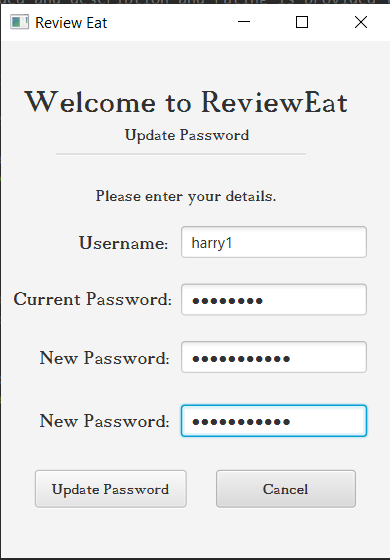 Review Eat
Welcome to ReviewEat
Update Password
Please enter your details.
Username: harry1
Current Password: ●●●●●●●●
New Password: ●●●●●●●●●●●
New Password: ●●●●●●●●●●●
Update Password Cancel